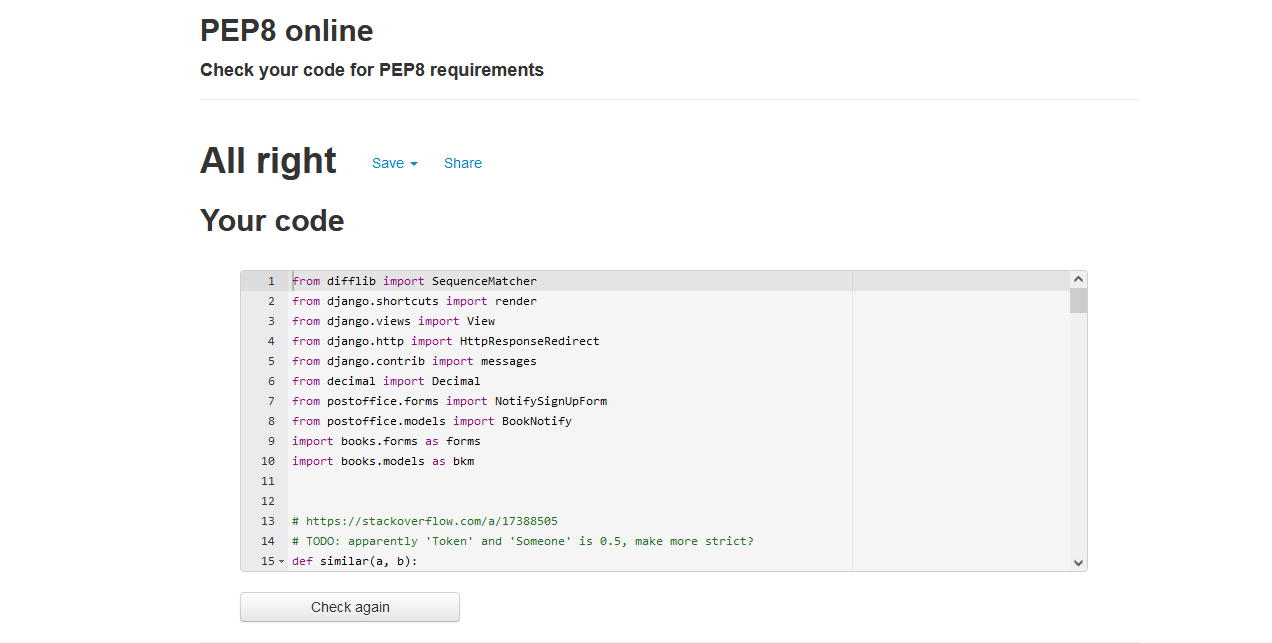 PEP8 online
Check your code for PEP8 requirements
All right Save Share
Your code
1 from difflib import SequenceMatcher
2 from django.shortcuts import render
3 from django.views import View
4 from django.http import HttpResponseRedirect
5 from django.contrib import messages
6 from decimal import Decimal
7 from postoffice.forms import NotifySignUpForm
8 from postoffice.models import BookNotify
9 import books.forms as forms
10 import books.models as bkm
11
12
13 # https://stackoverflow.com/a/17388505
14 # TODO: apparently 'Token' and 'Someone' is 0.5, make more strict?
15 def similar(a, b):
Check again